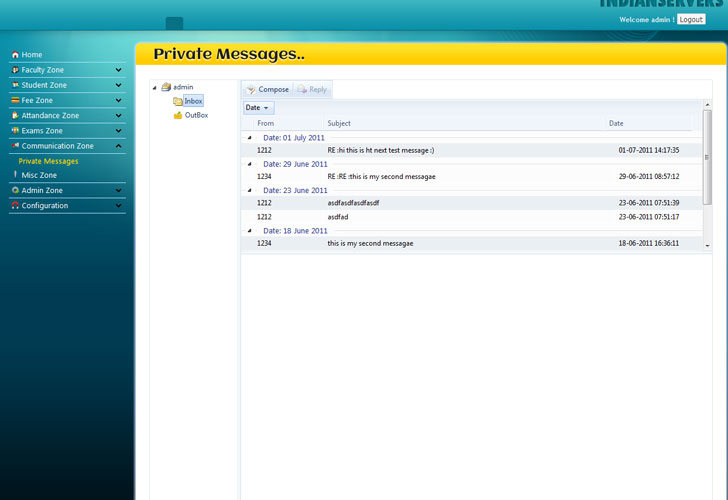 INDIANSERVERS
Welcome admin ! Logout
Home
Faculty Zone
Student Zone
Fee Zone
Attandance Zone
Exams Zone
Communication Zone
Private Messages
Misc Zone
Admin Zone
Configuration
Private Messages..
admin
Inbox
OutBox
Compose Reply
Date
From Subject Date
Date: 01 July 2011
1212 RE :hi this is ht next test message :) 01-07-2011 14:17:35
Date: 29 June 2011
1234 RE :RE :this is my second messagae 29-06-2011 08:57:12
Date: 23 June 2011
1212 asdfasdfasdfasdf 23-06-2011 07:51:39
1212 asdfad 23-06-2011 07:51:17
Date: 18 June 2011
1234 this is my second messagae 18-06-2011 16:36:11